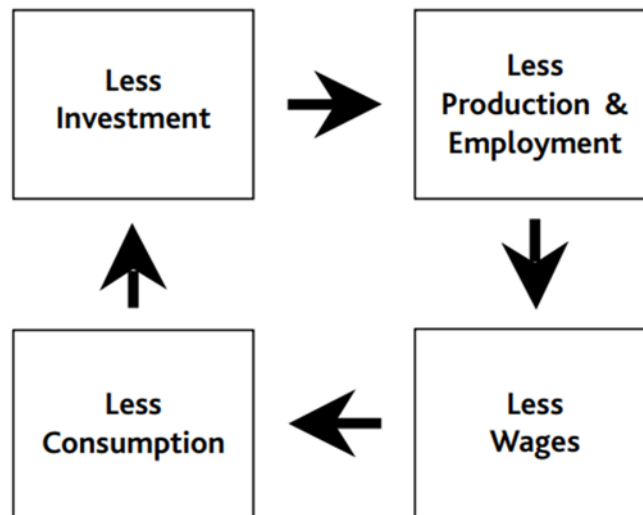 Less
Investment
Less
Production &
Employment
Less
Consumption
Less
Wages